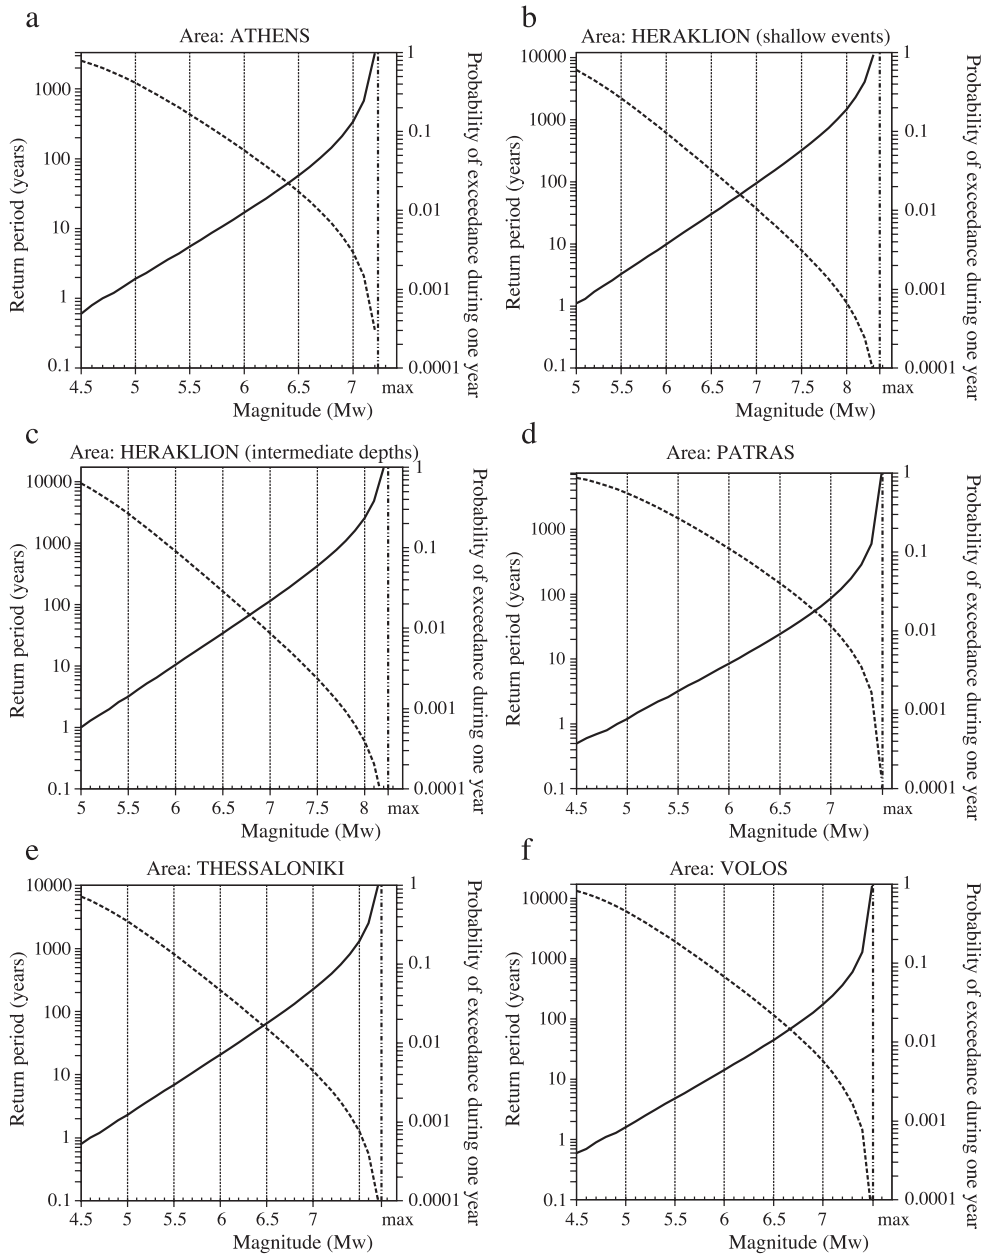 a
Area: ATHENS
Return period (years)
1000
100
10
1
0.1
1
0.1
0.01
0.001
0.0001
Probability of exceedance during one year
4.5 5 5.5 6 6.5 7 max
Magnitude (Mw)
b
Area: HERAKLION (shallow events)
Return period (years)
10000
1000
100
10
1
0.1
1
0.1
0.01
0.001
0.0001
Probability of exceedance during one year
5 5.5 6 6.5 7 7.5 8 max
Magnitude (Mw)
c
Area: HERAKLION (intermediate depths)
Return period (years)
10000
1000
100
10
1
0.1
1
0.1
0.01
0.001
0.0001
Probability of exceedance during one year
5 5.5 6 6.5 7 7.5 8 max
Magnitude (Mw)
d
Area: PATRAS
Return period (years)
1000
100
10
1
0.1
1
0.1
0.01
0.001
0.0001
Probability of exceedance during one year
4.5 5 5.5 6 6.5 7 max
Magnitude (Mw)
e
Area: THESSALONIKI
Return period (years)
10000
1000
100
10
1
0.1
1
0.1
0.01
0.001
0.0001
Probability of exceedance during one year
4.5 5 5.5 6 6.5 7 max
Magnitude (Mw)
f
Area: VOLOS
Return period (years)
10000
1000
100
10
1
0.1
1
0.1
0.01
0.001
0.0001
Probability of exceedance during one year
4.5 5 5.5 6 6.5 7 max
Magnitude (Mw)